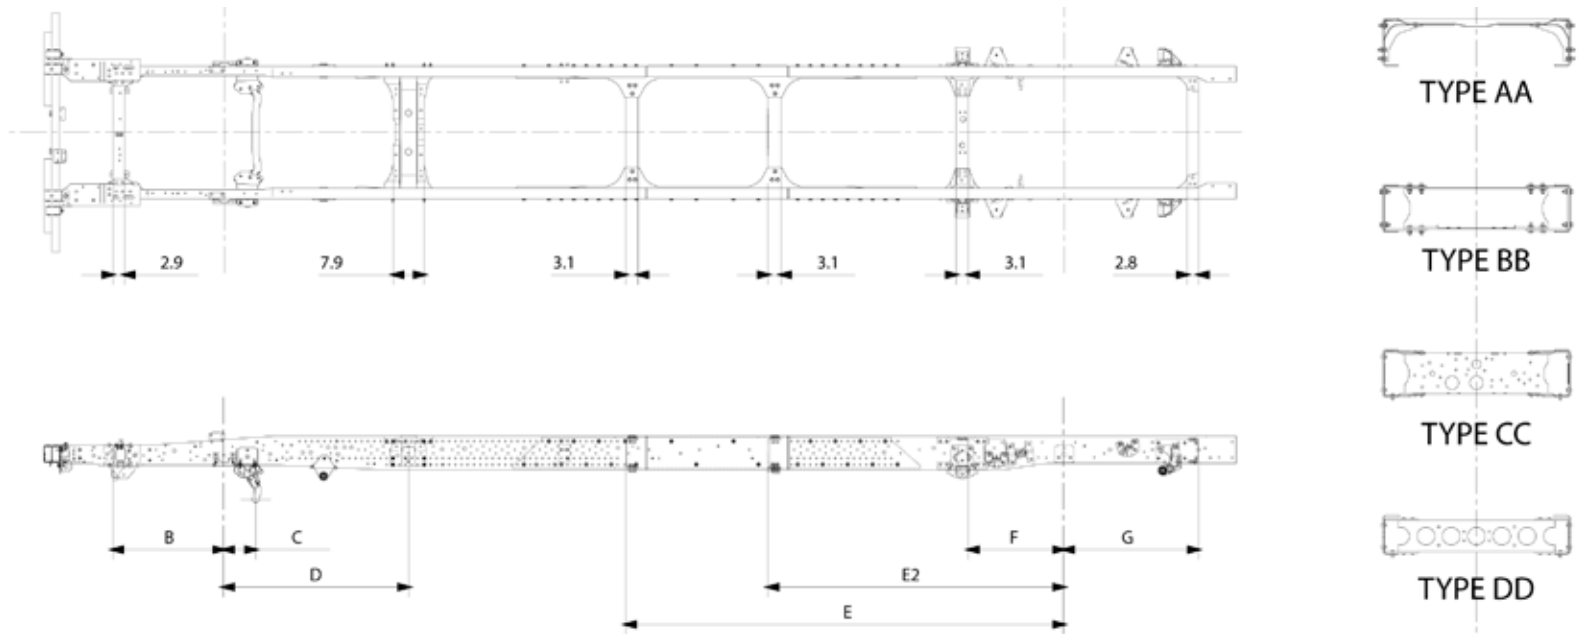 2.9 7.9 3.1 3.1 3.1 2.8
B C F G
D E2
E
TYPE AA
TYPE BB
TYPE CC
TYPE DD